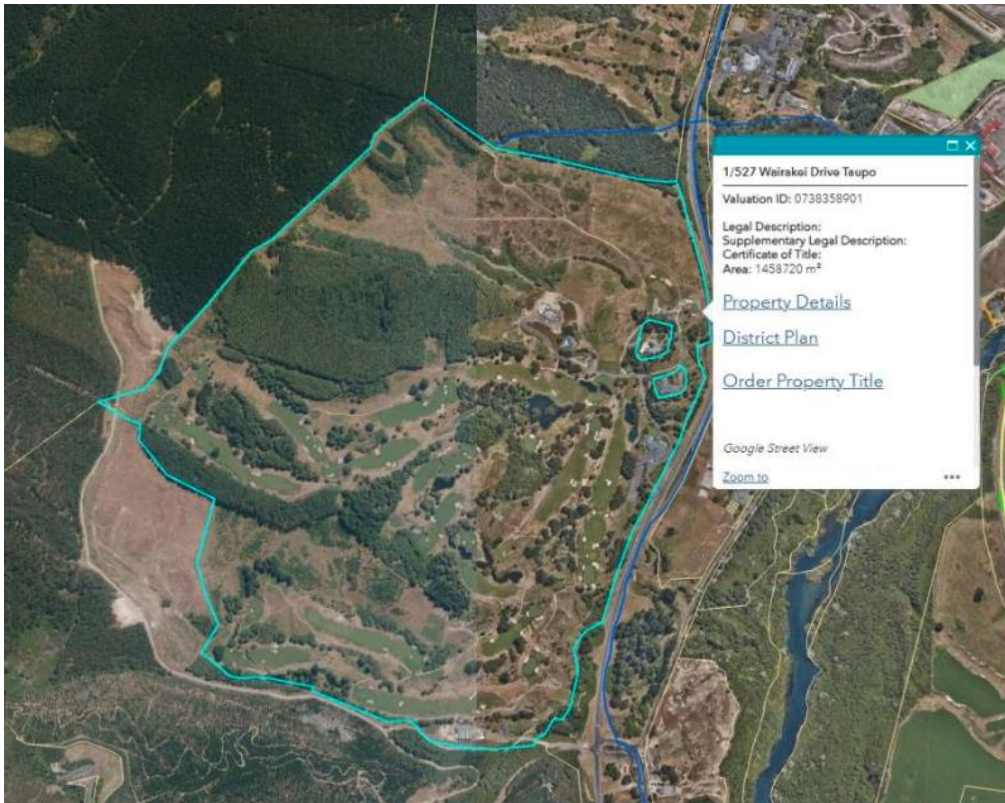 1/527 Wairakei Drive Taupo
Valuation ID: 0738358901
Legal Description:
Supplementary Legal Description:
Certificate of Title:
Area: 1458720 m²
Property Details
District Plan
Order Property Title
Google Street View
Zoom to